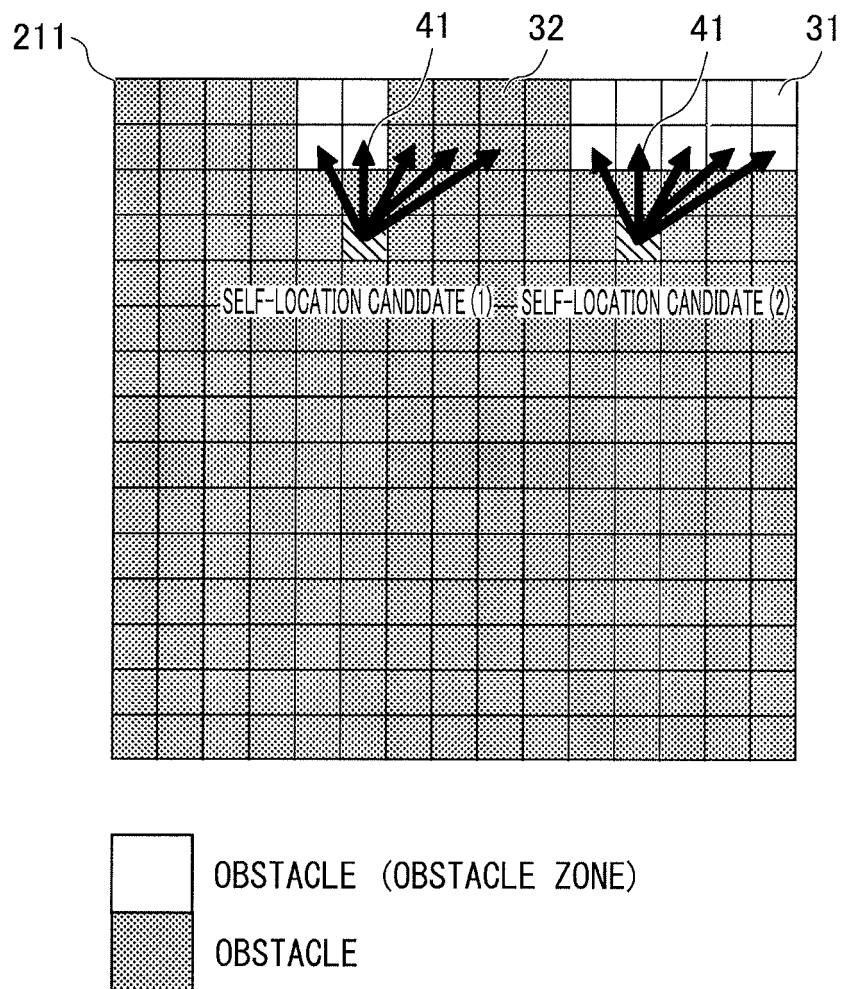 211 41 32 41 31
SELF-LOCATION CANDIDATE (1) SELF-LOCATION CANDIDATE (2)
OBSTACLE (OBSTACLE ZONE)
OBSTACLE